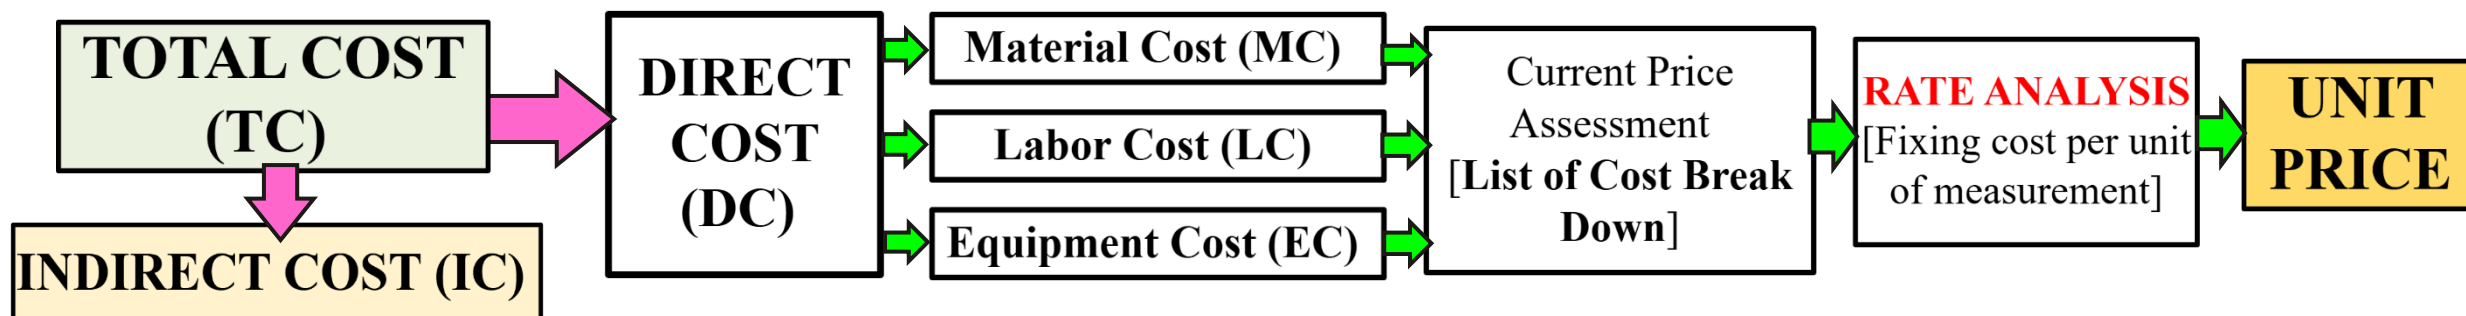 TOTAL COST
(TC)
INDIRECT COST (IC)
DIRECT
COST
(DC)
Material Cost (MC)
Labor Cost (LC)
Equipment Cost (EC)
Current Price
Assessment
[List of Cost Break
Down]
RATE ANALYSIS
[Fixing cost per unit
of measurement]
UNIT
PRICE